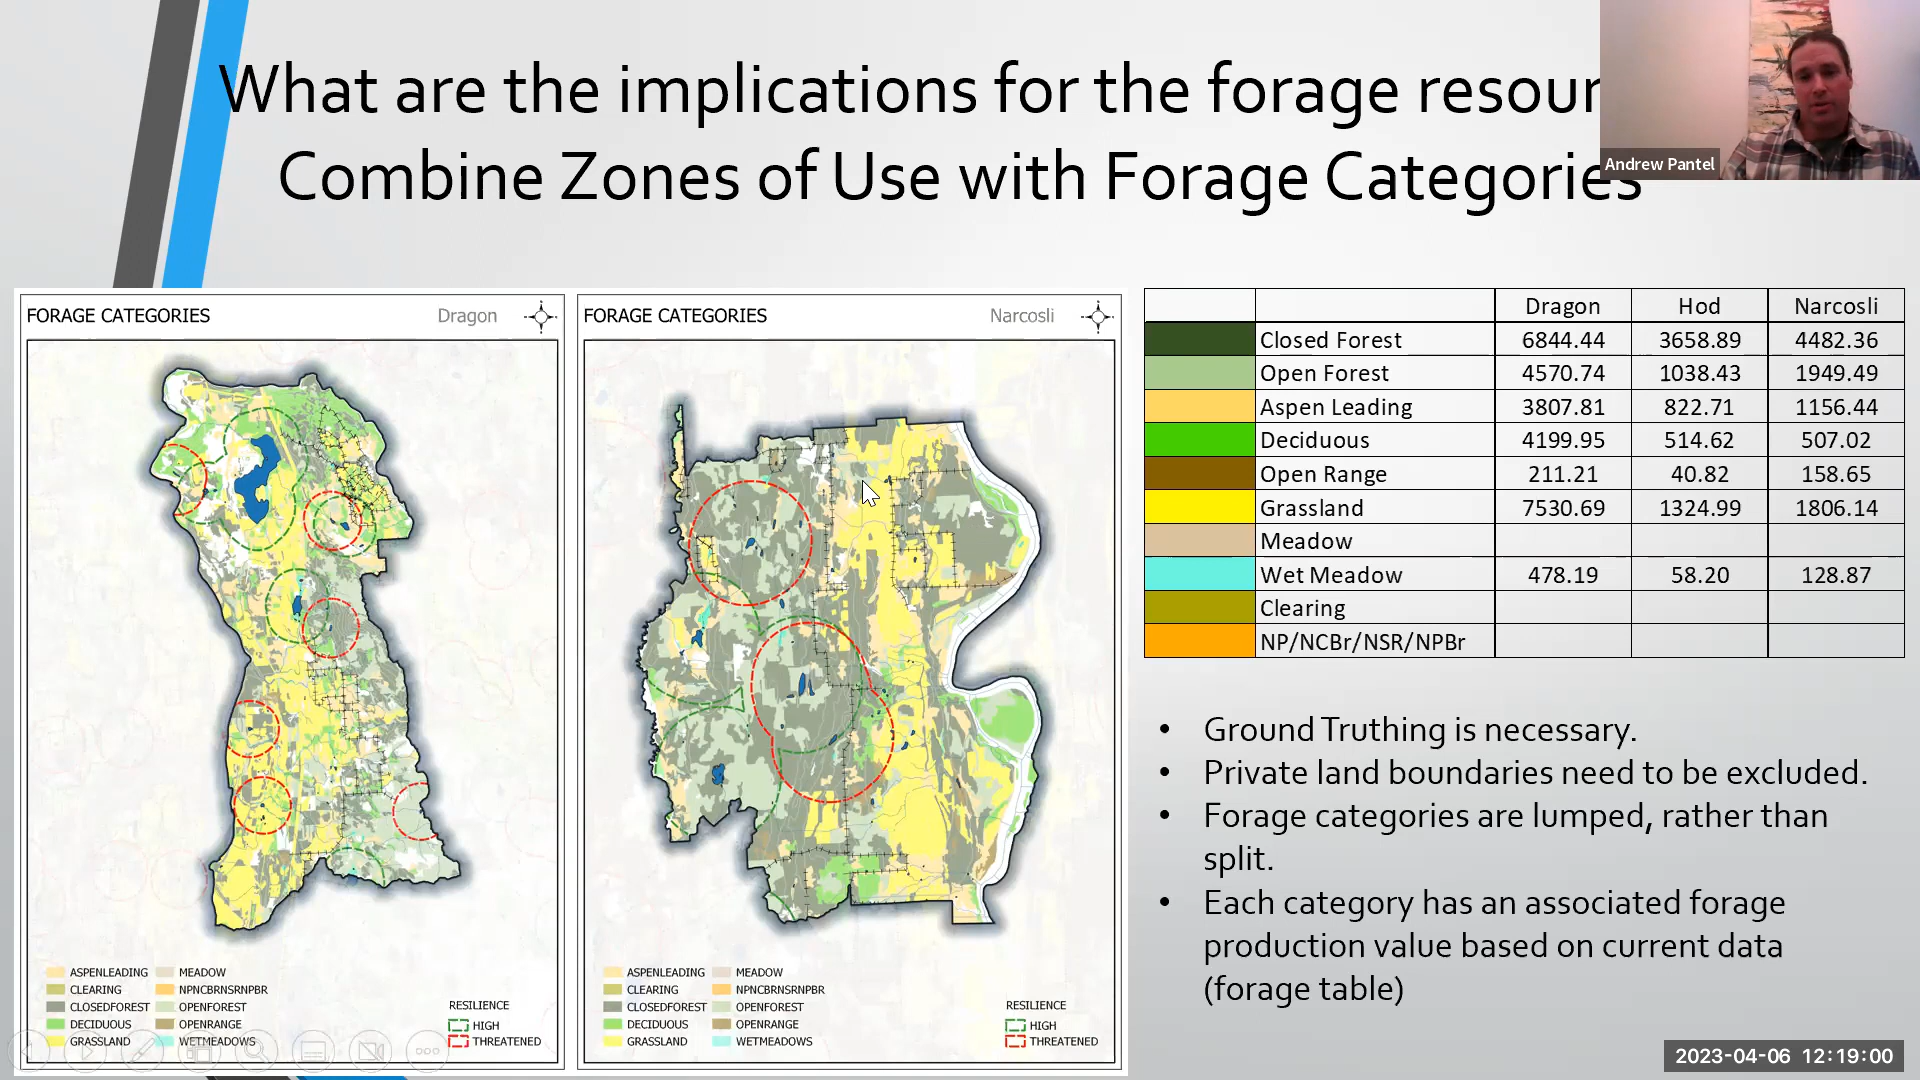 What are the implications for the forage resour
Combine Zones of Use with Forage Categories
Andrew Pantel
FORAGE CATEGORIES Dragon
ASPENLEADING MEADOW
CLEARING NPNCBRNSRNPBR
CLOSEDFOREST OPENFOREST
DECIDUOUS OPENRANGE
GRASSLAND WETMEADOWS
RESILIENCE
HIGH
THREATENED
FORAGE CATEGORIES Narcosli
ASPENLEADING MEADOW
CLEARING NPNCBRNSRNPBR
CLOSEDFOREST OPENFOREST
DECIDUOUS OPENRANGE
GRASSLAND WETMEADOWS
RESILIENCE
HIGH
THREATENED
Dragon Hod Narcosli
Closed Forest 6844.44 3658.89 4482.36
Open Forest 4570.74 1038.43 1949.49
Aspen Leading 3807.81 822.71 1156.44
Deciduous 4199.95 514.62 507.02
Open Range 211.21 40.82 158.65
Grassland 7530.69 1324.99 1806.14
Meadow
Wet Meadow 478.19 58.20 128.87
Clearing
NP/NCBr/NSR/NPBr
• Ground Truthing is necessary.
• Private land boundaries need to be excluded.
• Forage categories are lumped, rather than
split.
• Each category has an associated forage
production value based on current data
(forage table)
2023-04-06 12:19:00